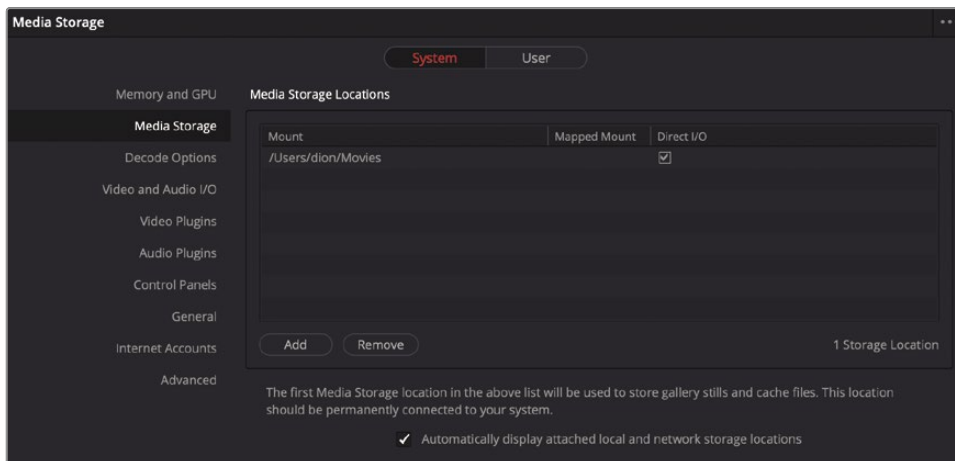 Media Storage
System User
Memory and GPU
Media Storage
Decode Options
Video and Audio I/O
Video Plugins
Audio Plugins
Control Panels
General
Internet Accounts
Advanced
Media Storage Locations
Mount Mapped Mount Direct I/O
/Users/dion/Movies
Add Remove 1 Storage Location
The first Media Storage location in the above list will be used to store gallery stills and cache files. This location
should be permanently connected to your system.
Automatically display attached local and network storage locations